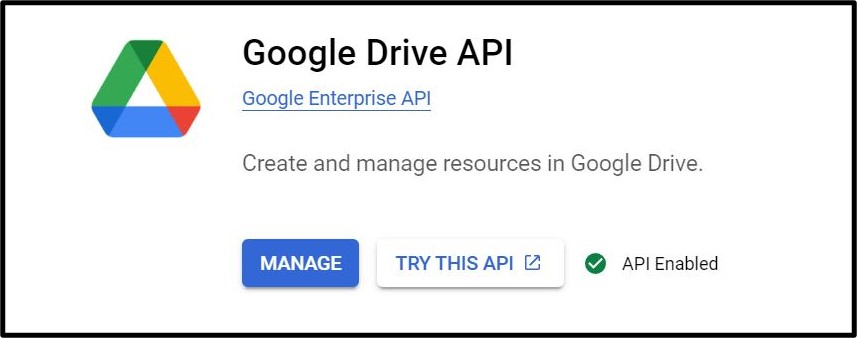 Google Drive API
Google Enterprise API
Create and manage resources in Google Drive.
MANAGE
TRY THIS API
API Enabled